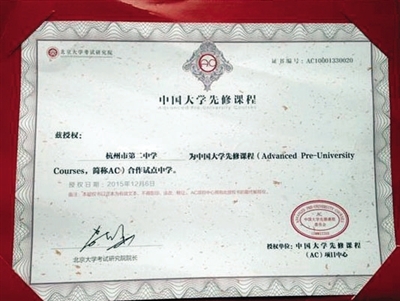 北京大学考试研究院
证书编号：AC10001330020
AC
中国大学先修课程
兹授权：
杭州市第二中学 为中国大学先修课程（Advanced Pre-University
Courses，简称AC）合作试点中学。
授权日期：2015年12月6日
北京大学考试研究院院长
授权单位：中国大学先修课程
（AC）项目中心